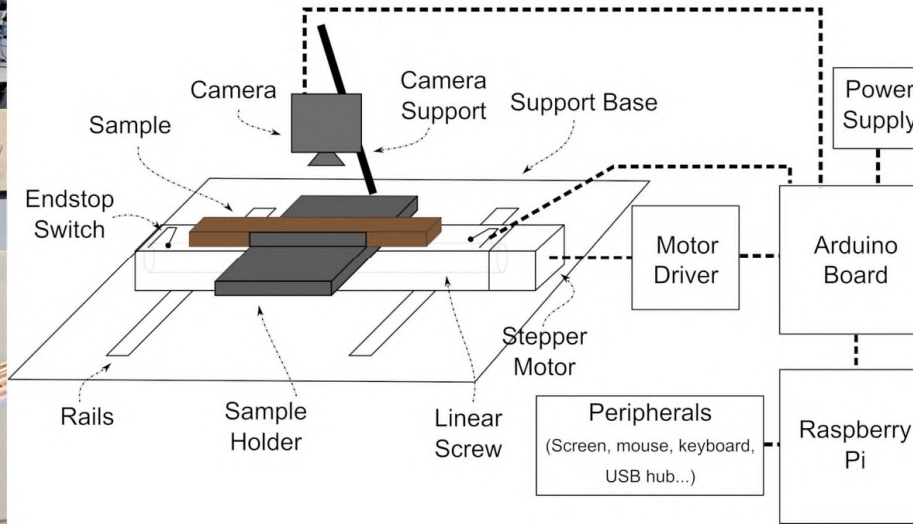 Camera
Camera
Support
Support Base
Sample
Endstop
Switch
Power
Supply
Motor
Driver
Arduino
Board
Stepper
Motor
Rails
Sample
Holder
Linear
Screw
Peripherals
(Screen, mouse, keyboard,
USB hub...)
Raspberry
Pi